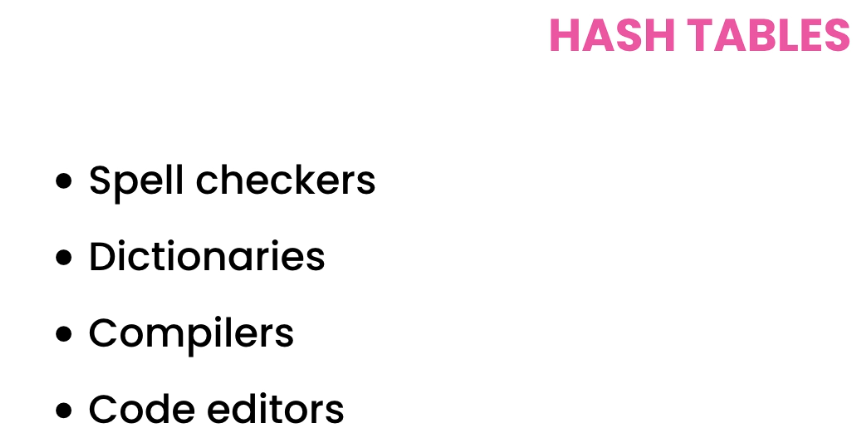 HASH TABLES
• Spell checkers
• Dictionaries
• Compilers
• Code editors